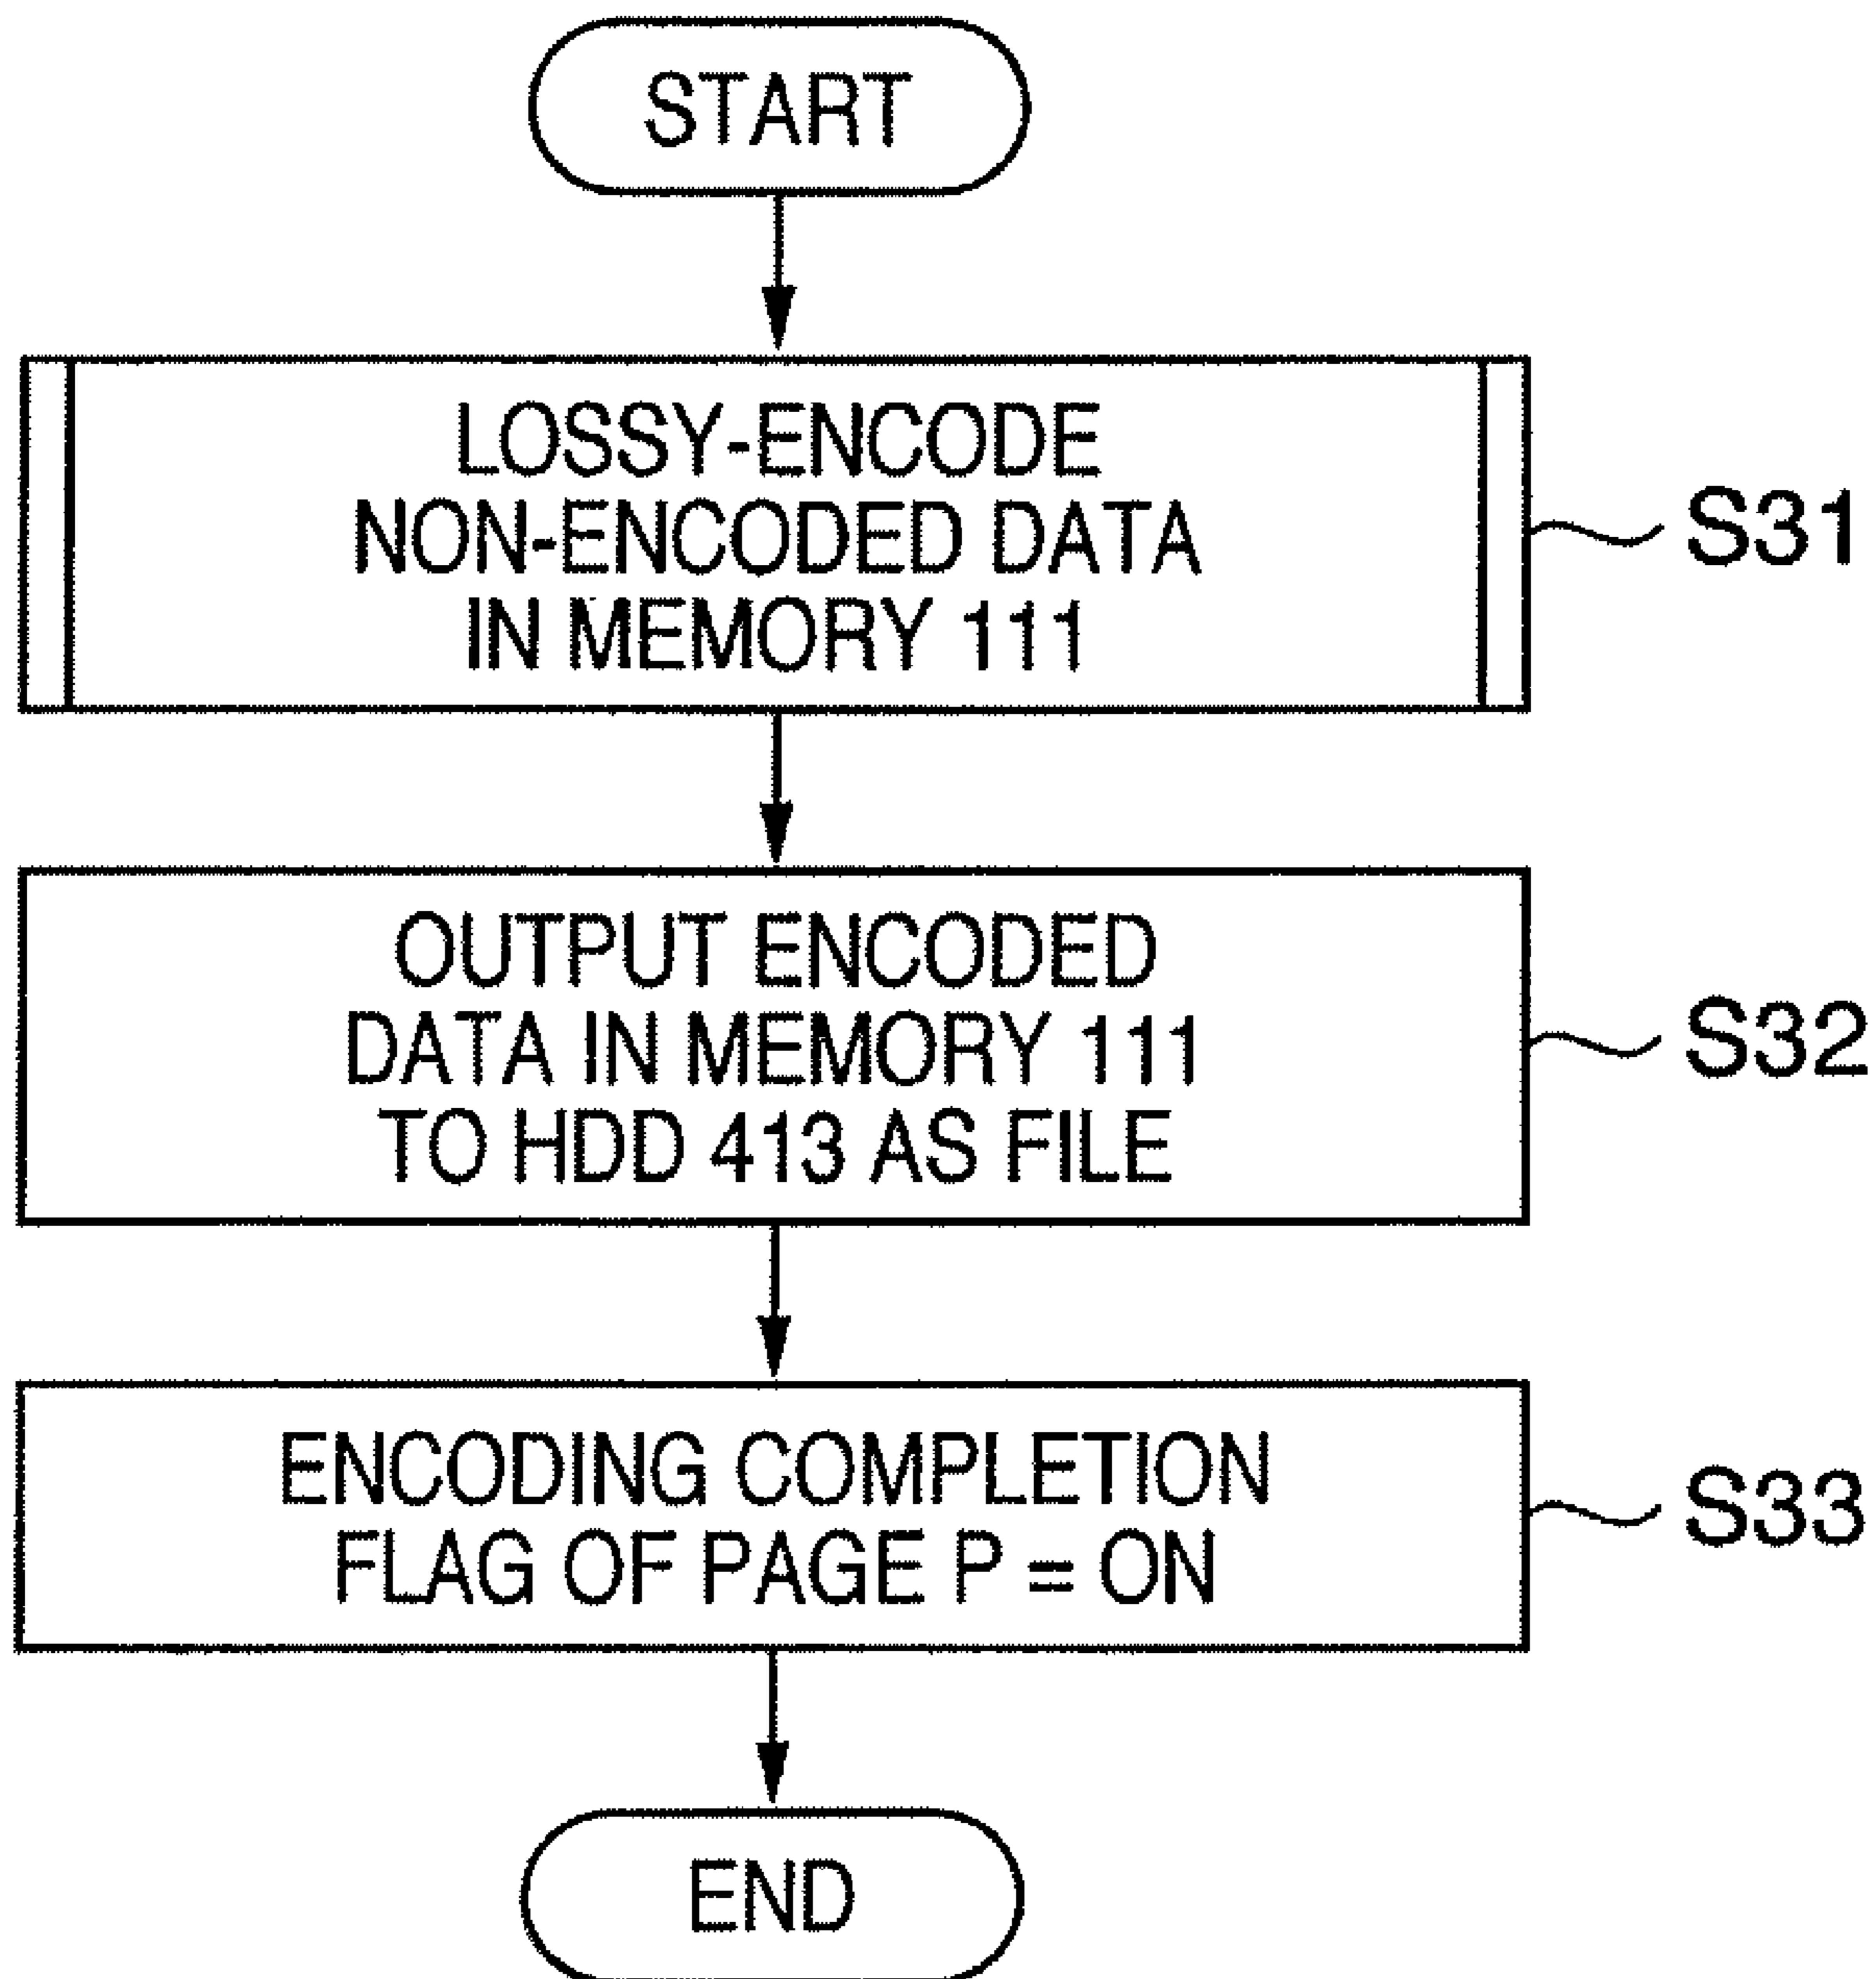 START
LOSSY-ENCODE
NON-ENCODED DATA
IN MEMORY 111
S31
OUTPUT ENCODED
DATA IN MEMORY 111
TO HDD 413 AS FILE
S32
ENCODING COMPLETION
FLAG OF PAGE P = ON
S33
END